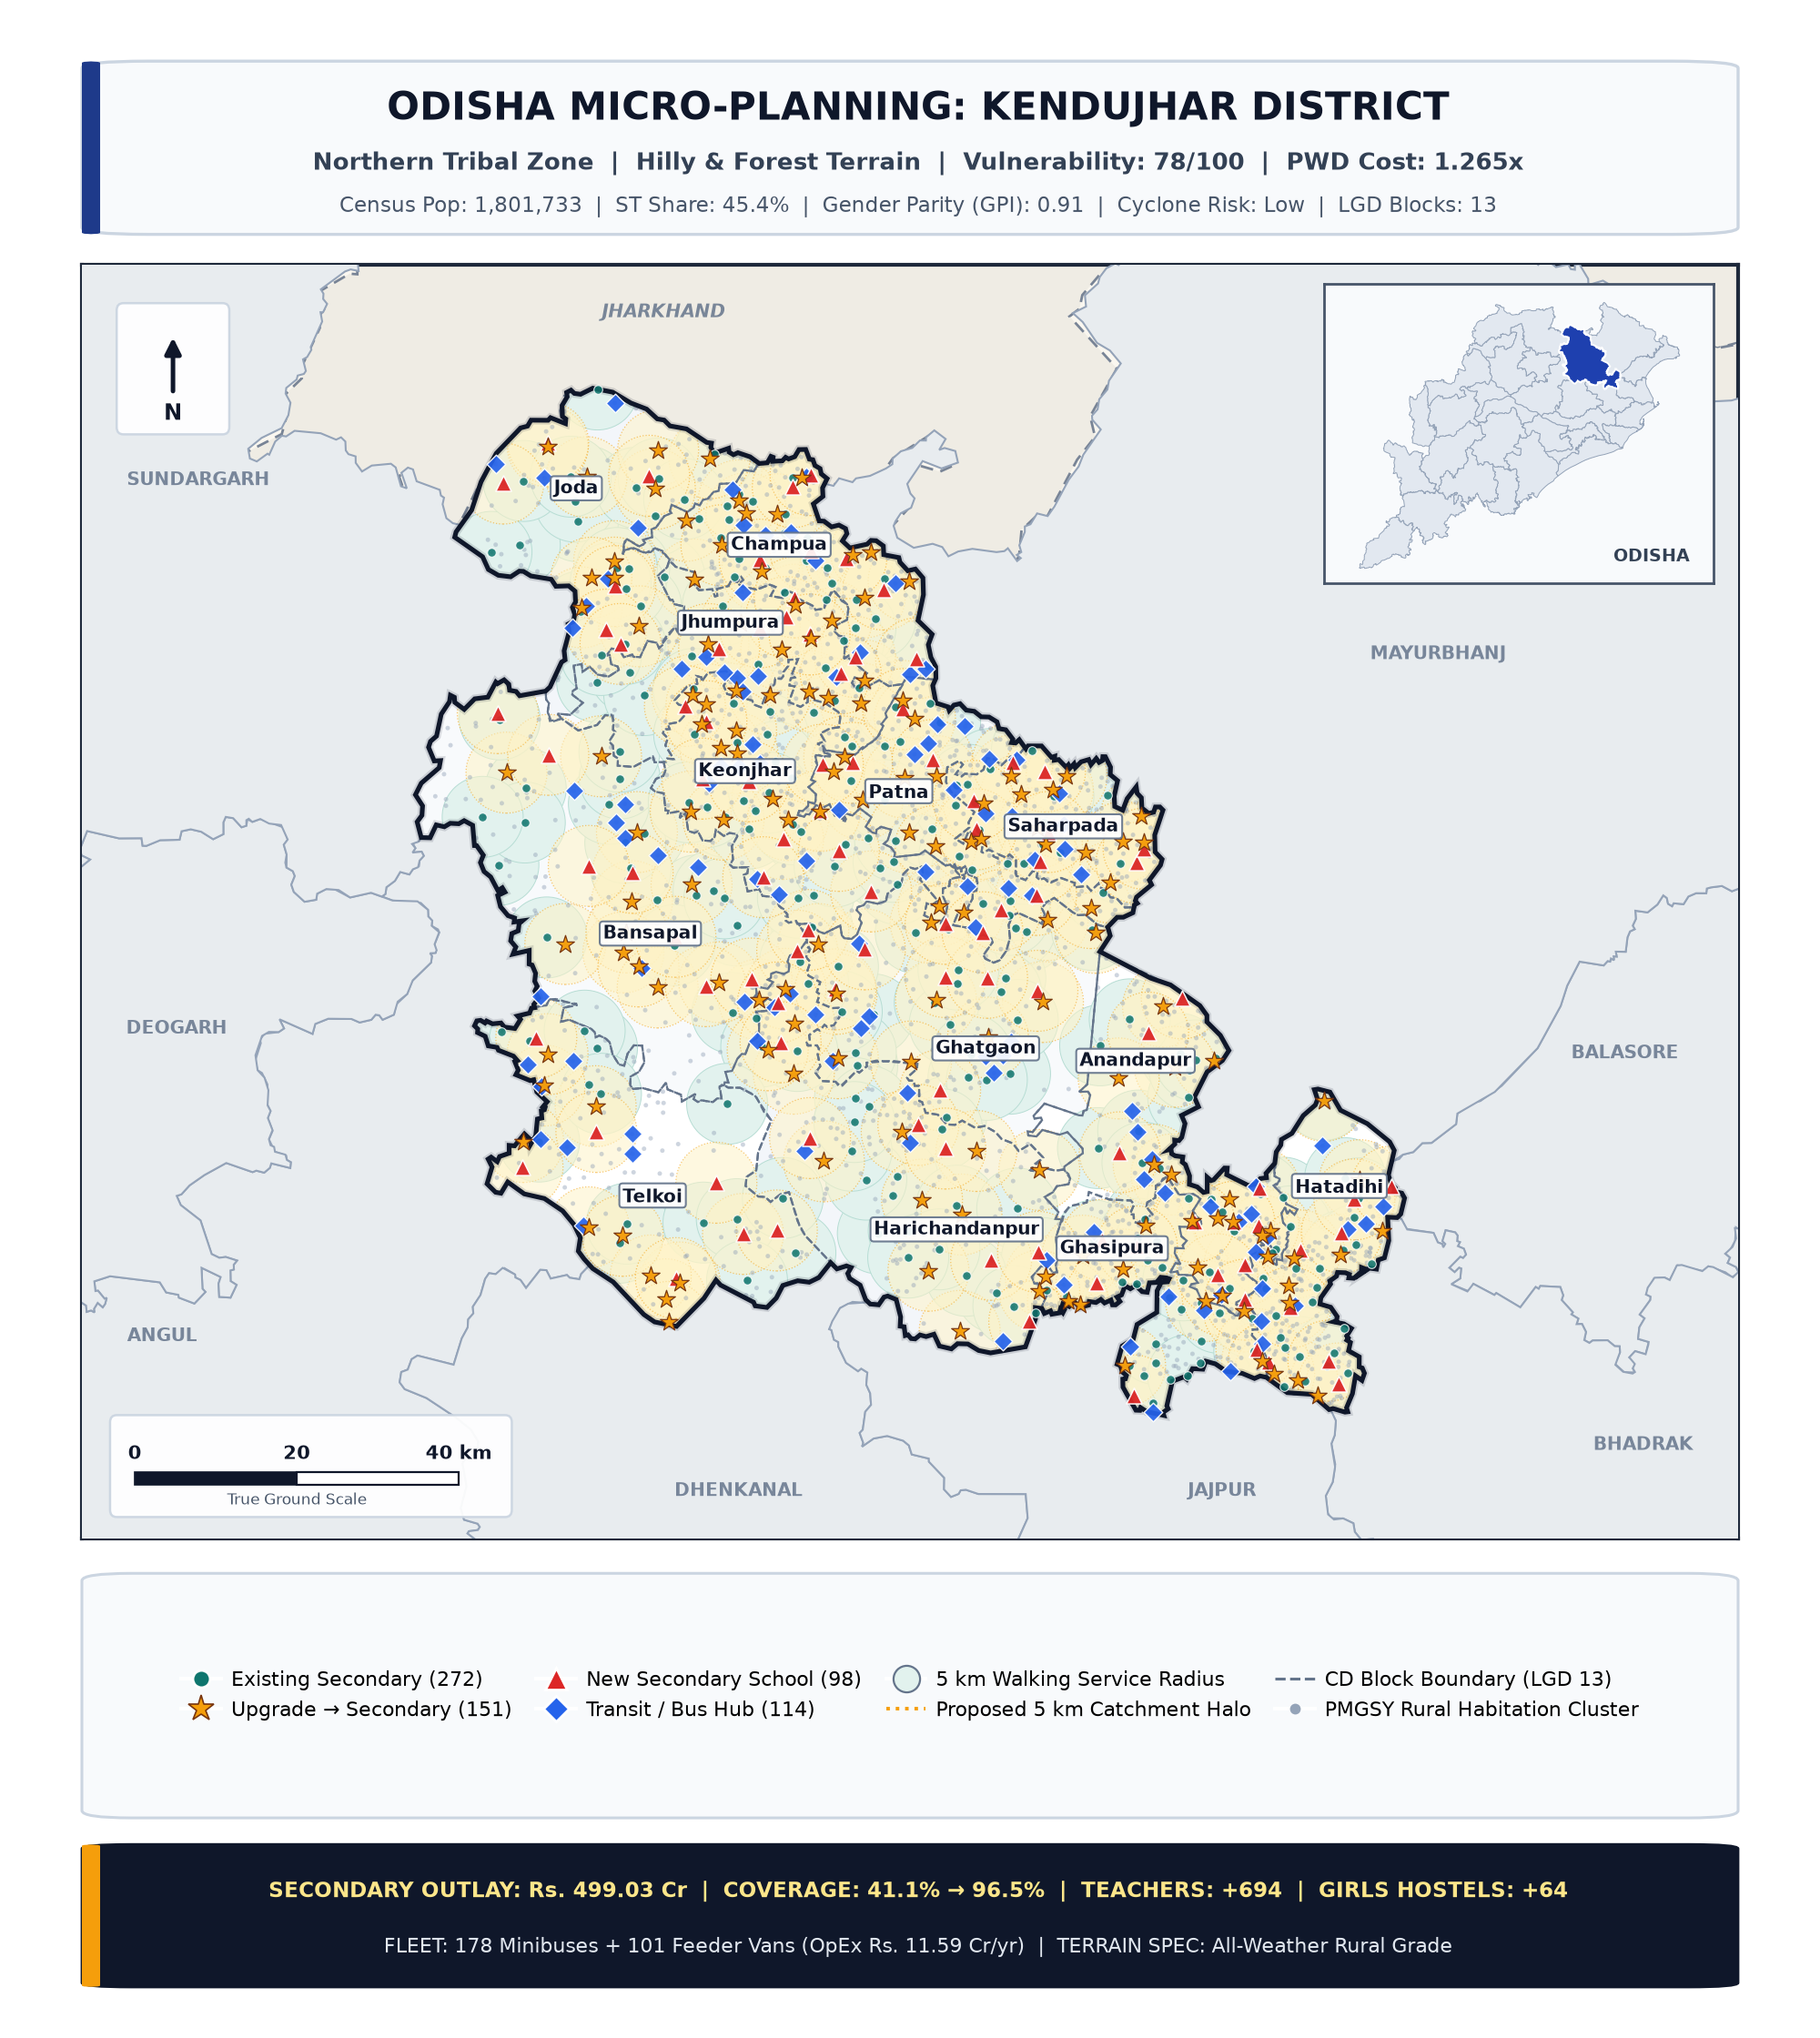 ODISHA MICRO-PLANNING: KENDUJHAR DISTRICT
Northern Tribal Zone | Hilly & Forest Terrain | Vulnerability: 78/100 | PWD Cost: 1.265x
Census Pop: 1,801,733 | ST Share: 45.4% | Gender Parity (GPI): 0.91 | Cyclone Risk: Low | LGD Blocks: 13
JHARKHAND
N
SUNDARGARH
ODISHA
Joda
Champua
Jhumpura
MAYURBHANJ
Keonjhar
Patna
Saharpada
Bansapal
DEOGARH
Ghatgaon
Anandapur
BALASORE
Telkoi
Hatadihi
Harichandanpur
Ghasipura
ANGUL
BHADRAK
0 20 40 km
True Ground Scale
DHENKANAL
JAJPUR
Existing Secondary (272)
Upgrade → Secondary (151)
New Secondary School (98)
Transit / Bus Hub (114)
5 km Walking Service Radius
Proposed 5 km Catchment Halo
CD Block Boundary (LGD 13)
PMGSY Rural Habitation Cluster
SECONDARY OUTLAY: Rs. 499.03 Cr | COVERAGE: 41.1% → 96.5% | TEACHERS: +694 | GIRLS HOSTELS: +64
FLEET: 178 Minibuses + 101 Feeder Vans (OpEx Rs. 11.59 Cr/yr) | TERRAIN SPEC: All-Weather Rural Grade